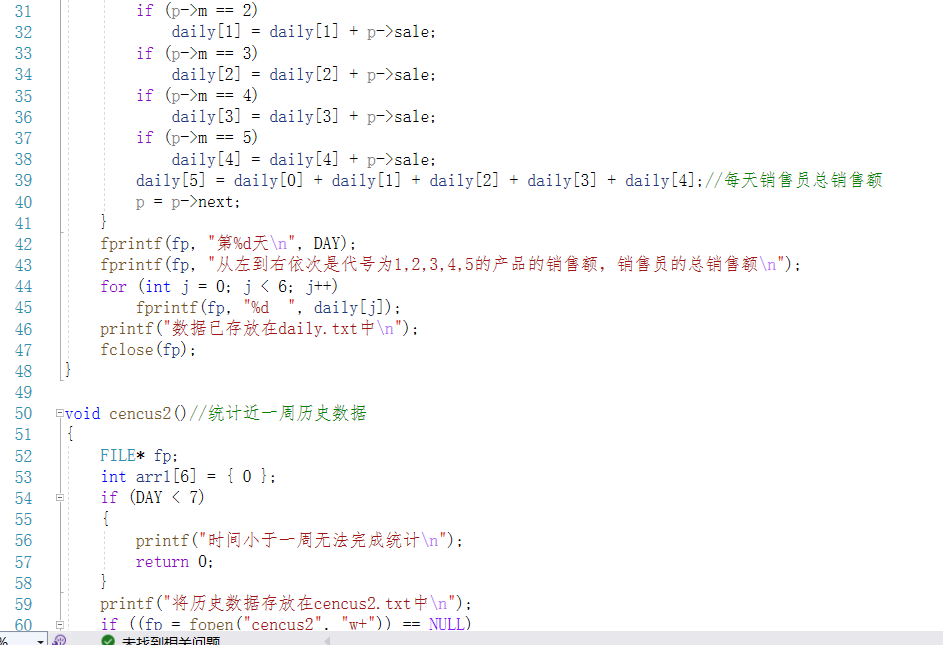 31 if (p->m == 2)
32 daily[1] = daily[1] + p->sale;
33 if (p->m == 3)
34 daily[2] = daily[2] + p->sale;
35 if (p->m == 4)
36 daily[3] = daily[3] + p->sale;
37 if (p->m == 5)
38 daily[4] = daily[4] + p->sale;
39 daily[5] = daily[0] + daily[1] + daily[2] + daily[3] + daily[4];//每天销售员总销售额
40 p = p->next;
41 }
42 fprintf(fp, "第%d天\n", DAY);
43 fprintf(fp, "从左到右依次是代号为1,2,3,4,5的产品的销售额，销售员的总销售额\n");
44 for (int j = 0; j < 6; j++)
45 fprintf(fp, "%d  ", daily[j]);
46 printf("数据已存放在daily.txt中\n");
47 fclose(fp);
48 }
49
50 void cencus2()//统计近一周历史数据
51 {
52 FILE* fp;
53 int arr1[6] = { 0 };
54 if (DAY < 7)
55 {
56 printf("时间小于一周无法完成统计\n");
57 return 0;
58 }
59 printf("将历史数据存放在cencus2.txt中\n");
60 if ((fp = fopen("cencus2", "w+")) == NULL)
% 未找到相关问题